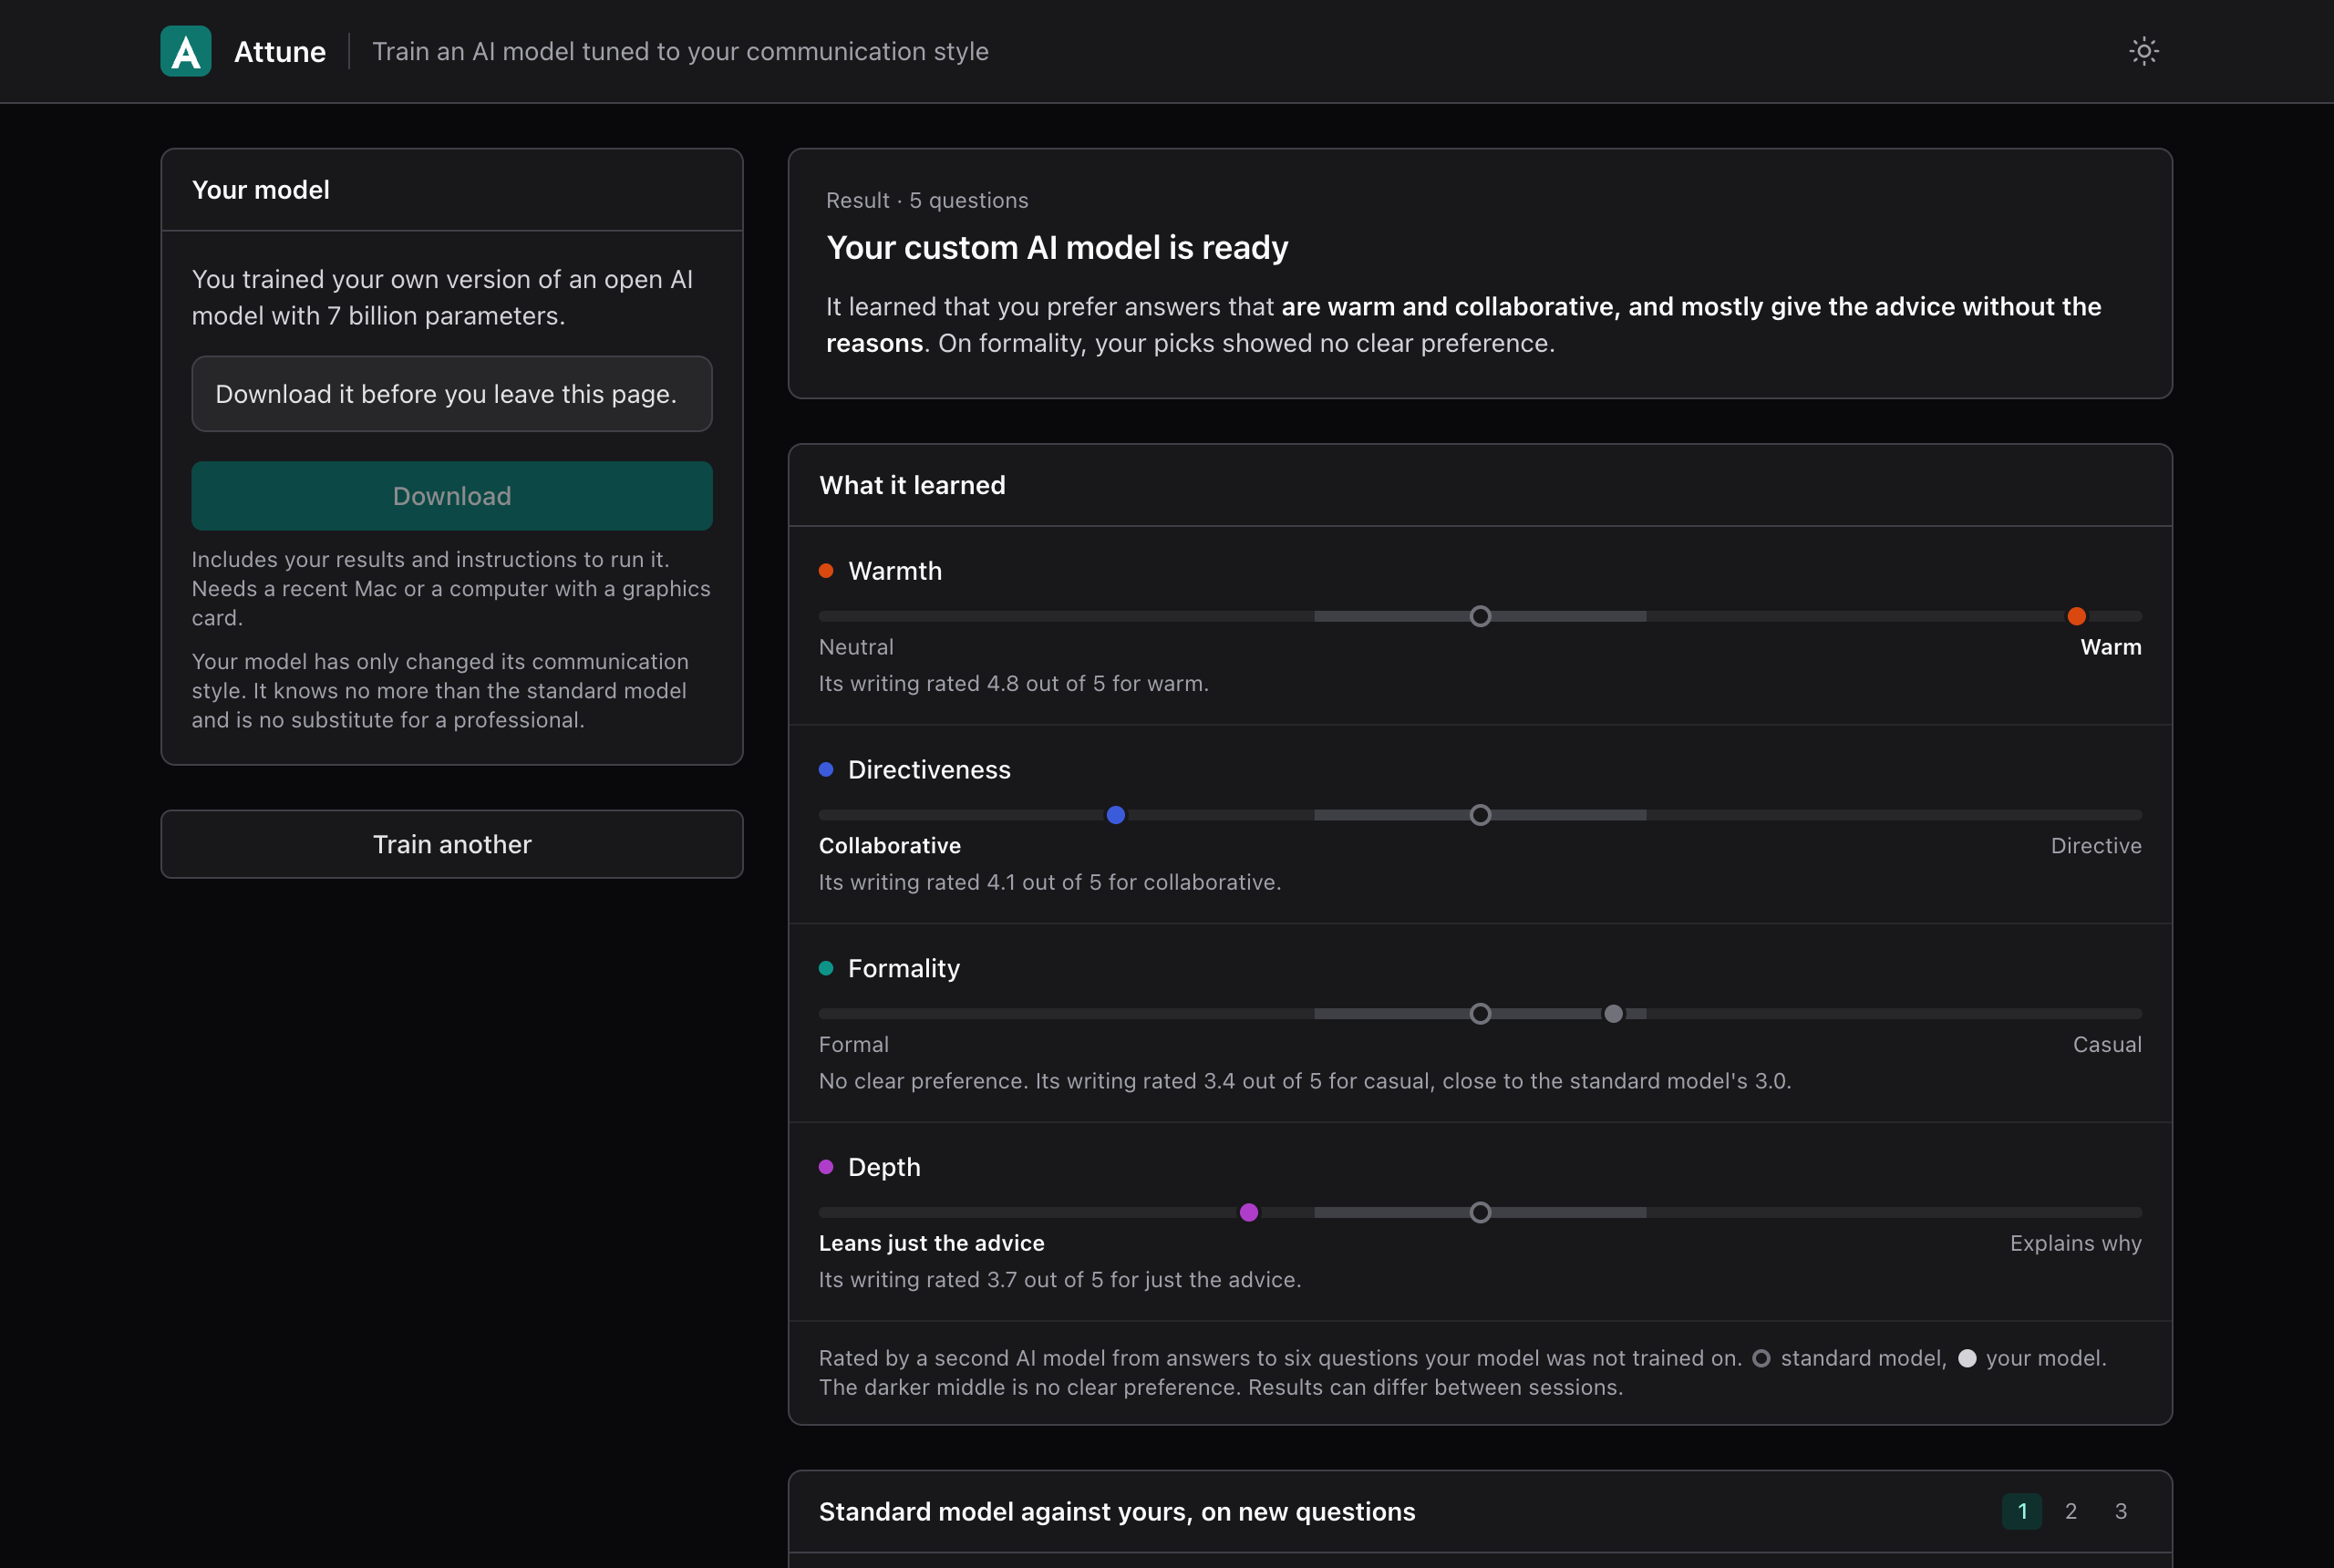 A Attune Train an AI model tuned to your communication style
Your model
You trained your own version of an open AI
model with 7 billion parameters.
Download it before you leave this page.
Download
Includes your results and instructions to run it.
Needs a recent Mac or a computer with a graphics
card.
Your model has only changed its communication
style. It knows no more than the standard model
and is no substitute for a professional.
Train another
Result · 5 questions
Your custom AI model is ready
It learned that you prefer answers that are warm and collaborative, and mostly give the advice without the
reasons. On formality, your picks showed no clear preference.
What it learned
Warmth
Neutral Warm
Its writing rated 4.8 out of 5 for warm.
Directiveness
Collaborative Directive
Its writing rated 4.1 out of 5 for collaborative.
Formality
Formal Casual
No clear preference. Its writing rated 3.4 out of 5 for casual, close to the standard model's 3.0.
Depth
Leans just the advice Explains why
Its writing rated 3.7 out of 5 for just the advice.
Rated by a second AI model from answers to six questions your model was not trained on. standard model, your model.
The darker middle is no clear preference. Results can differ between sessions.
Standard model against yours, on new questions 1 2 3